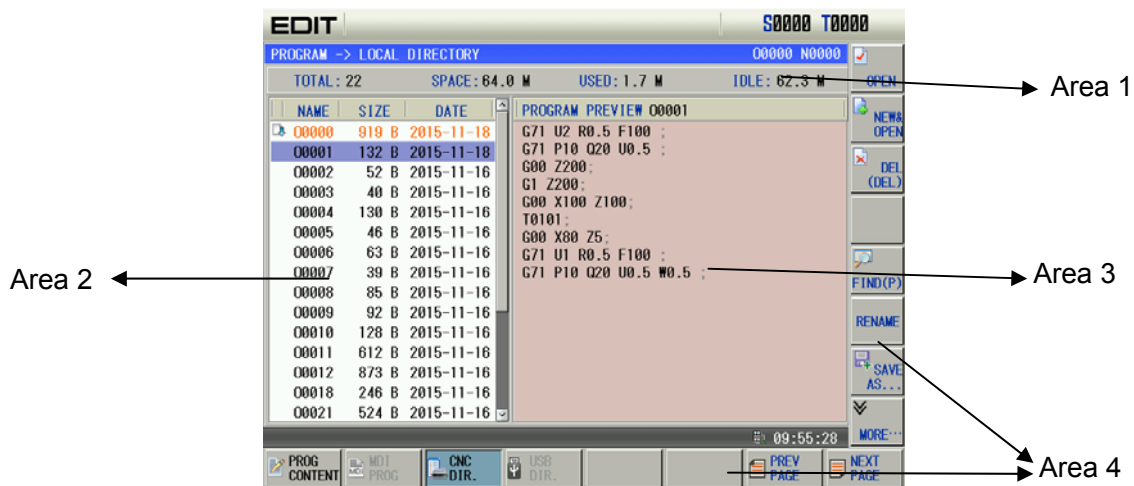 EDIT S0000 T0000
PROGRAM -> LOCAL DIRECTORY O0000 N0000
TOTAL: 22 SPACE: 64.0 M USED: 1.7 M IDLE: 62.3 M
OPEN
Area 1
NAME SIZE DATE
O0000 919 B 2015-11-18
O0001 132 B 2015-11-18
O0002 52 B 2015-11-16
O0003 40 B 2015-11-16
O0004 130 B 2015-11-16
O0005 46 B 2015-11-16
O0006 63 B 2015-11-16
O0007 39 B 2015-11-16
O0008 85 B 2015-11-16
O0009 92 B 2015-11-16
O0010 128 B 2015-11-16
O0011 612 B 2015-11-16
O0012 873 B 2015-11-16
O0018 246 B 2015-11-16
O0021 524 B 2015-11-16
Area 2
PROGRAM PREVIEW O0001
G71 U2 R0.5 F100 ;
G71 P10 Q20 U0.5 ;
G00 Z200;
G1 Z200;
G00 X100 Z100;
T0101;
G00 X80 Z5;
G71 U1 R0.5 F100 ;
G71 P10 Q20 U0.5 W0.5 ;
Area 3
NEW&
OPEN
DEL
(DEL)
FIND(P)
RENAME
SAVE
AS...
MORE...
09:55:28
PROG
CONTENT
MDI
PROG
CNC
DIR.
USB
DIR.
PREV
PAGE
NEXT
PAGE
Area 4